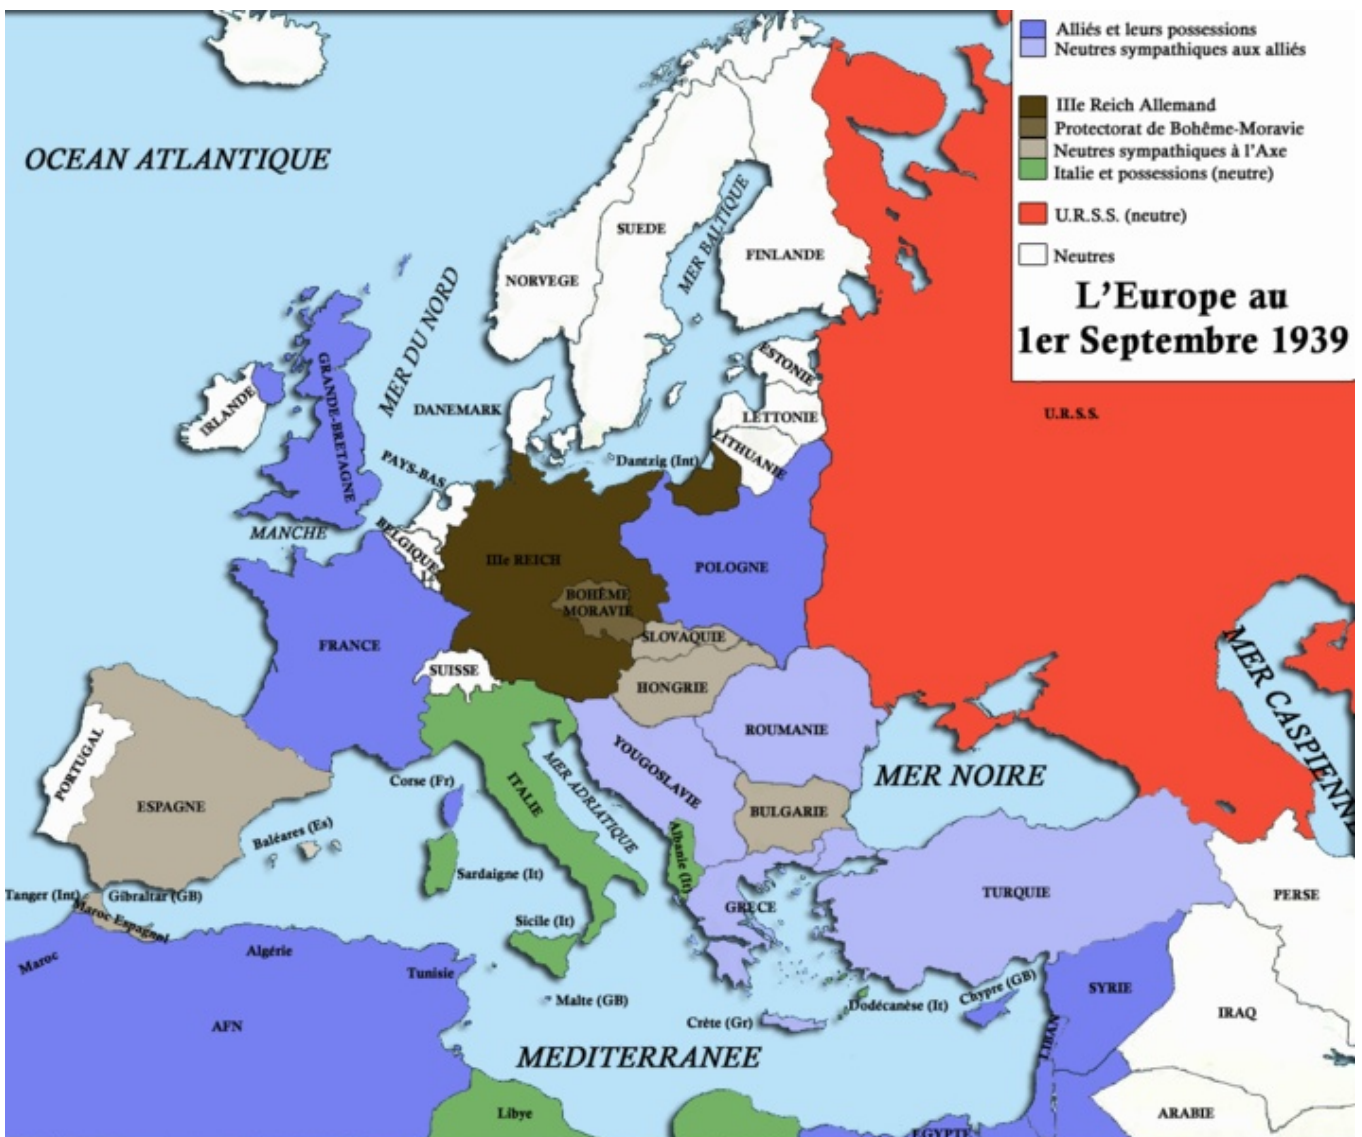 Alliés et leurs possessions
Neutres sympathiques aux alliés
IIIe Reich Allemand
Protectorat de Bohême-Moravie
Neutres sympathiques à l'Axe
Italie et possessions (neutre)
U.R.S.S. (neutre)
Neutres
L'Europe au
1er Septembre 1939
OCEAN ATLANTIQUE
SUEDE
MER BALTIQUE
FINLANDE
NORVEGE
MER DU NORD
ESTONIE
GRANDE-BRETAGNE
IRLANDE
DANEMARK
LETTONIE
U.R.S.S.
LITHUANIE
PAYS-BAS
Dantzig (Int)
MANCHE
BELGIQUE
IIIe REICH
POLOGNE
BOHÊME
MORAVIE
SLOVAQUIE
FRANCE
SUISSE
HONGRIE
MER CASPIENNE
ROUMANIE
PORTUGAL
YOUGOSLAVIE
MER NOIRE
Corse (Fr)
ITALIE
MER ADRIATIQUE
ESPAGNE
BULGARIE
Baléares (Es)
Albanie (It)
Sardaigne (It)
TURQUIE
PERSE
Tanger (Int)
Gibraltar (GB)
Maroc Espagnol
GRECE
Sicile (It)
Maroc
Algérie
Tunisie
Malte (GB)
Dodécanèse (It)
Chypre (GB)
SYRIE
IRAQ
AFN
Crète (Gr)
LIBAN
MEDITERRANEE
Libye
ARABIE
EGYPTE